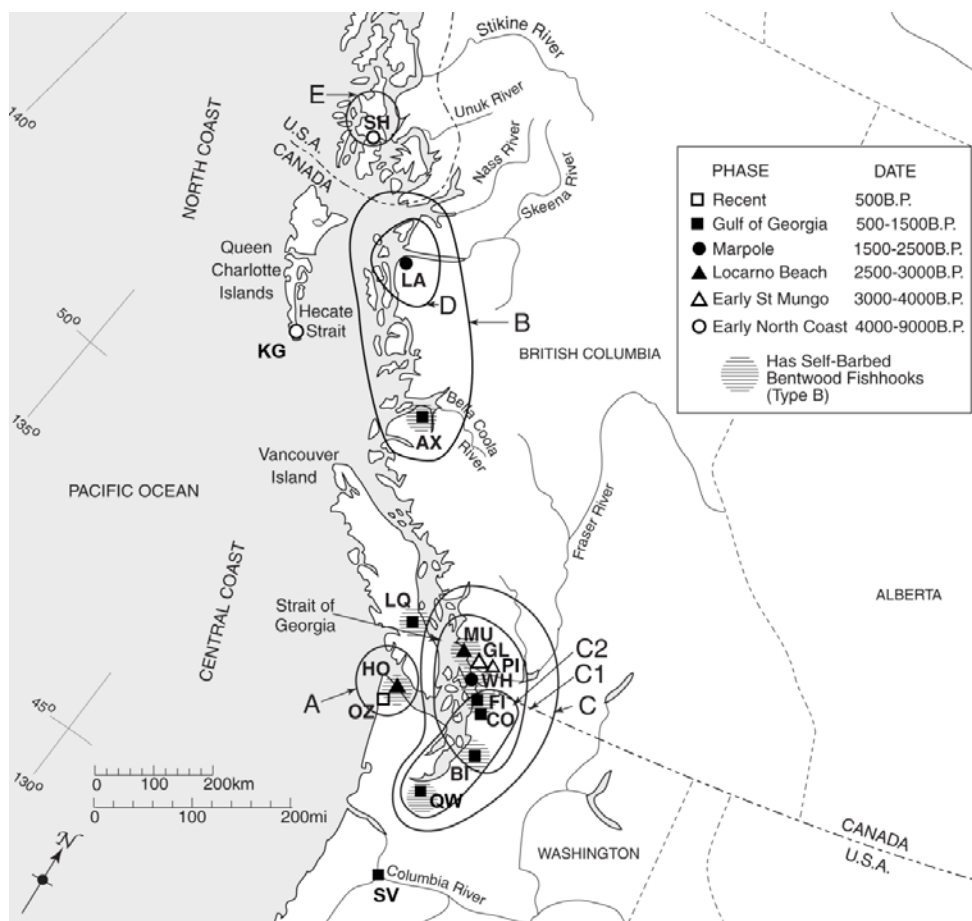 Stikine River
E
SH
Unuk River
140°
U.S.A.
CANADA
NORTH COAST
Nass River
Skeena River
PHASE DATE
Recent 500B.P.
Gulf of Georgia 500-1500B.P.
Marpole 1500-2500B.P.
Locarno Beach 2500-3000B.P.
Early St Mungo 3000-4000B.P.
Early North Coast 4000-9000B.P.
Has Self-Barbed
Bentwood Fishhooks
(Type B)
Queen
Charlotte
Islands
LA
Hecate
Strait
D
B
50°
KG
BRITISH COLUMBIA
135°
Bella Coola
River
AX
Vancouver
Island
PACIFIC OCEAN
Fraser River
CENTRAL COAST
ALBERTA
LQ
Strait of
Georgia
MU
GL
PI
C2
HO
WH
C1
A
FI
C
OZ
CO
45°
BI
130°
100 0 100 200km
100 0 100 200mi
QW
N
CANADA
U.S.A.
WASHINGTON
Columbia River
SV